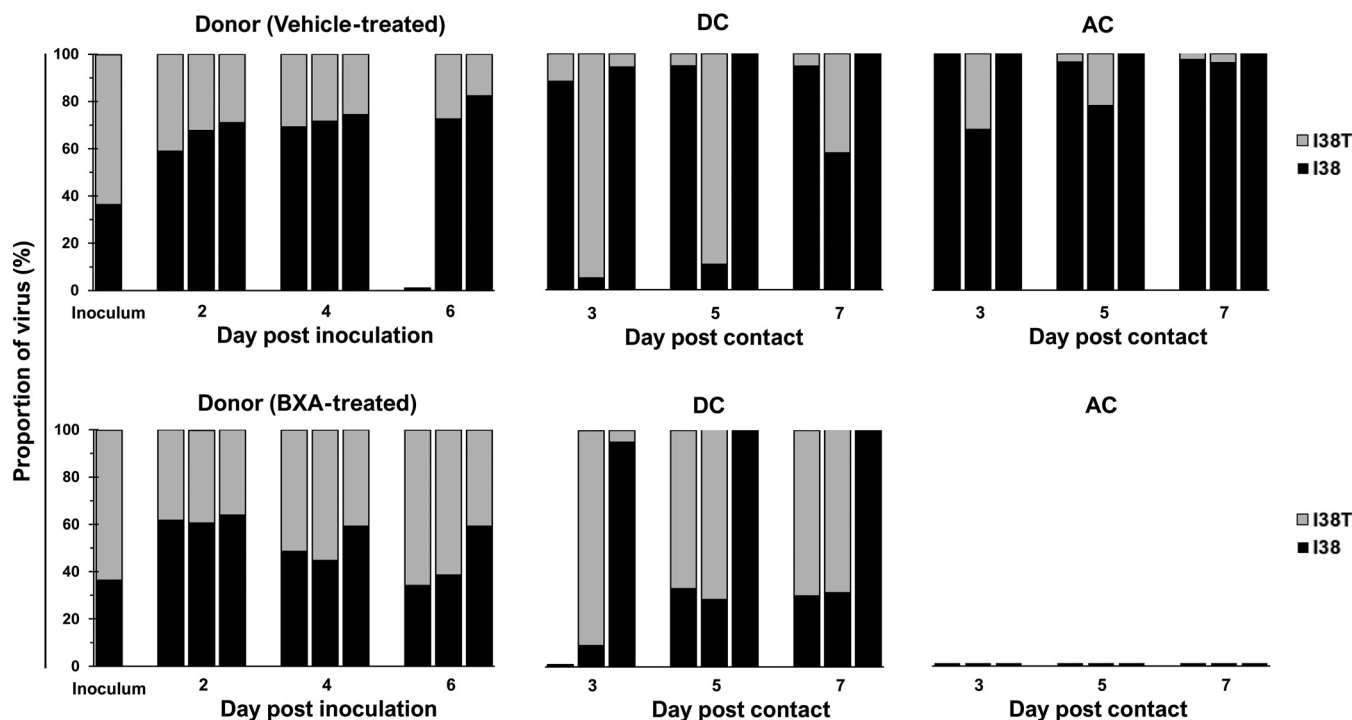 Donor (Vehicle-treated)
DC
AC
Proportion of virus (%)
100
80
60
40
20
0
Inoculum 2 4 6
Day post inoculation
3 5 7
Day post contact
3 5 7
Day post contact
I38T
I38
Donor (BXA-treated)
DC
AC
100
80
60
40
20
0
Inoculum 2 4 6
Day post inoculation
3 5 7
Day post contact
3 5 7
Day post contact
I38T
I38